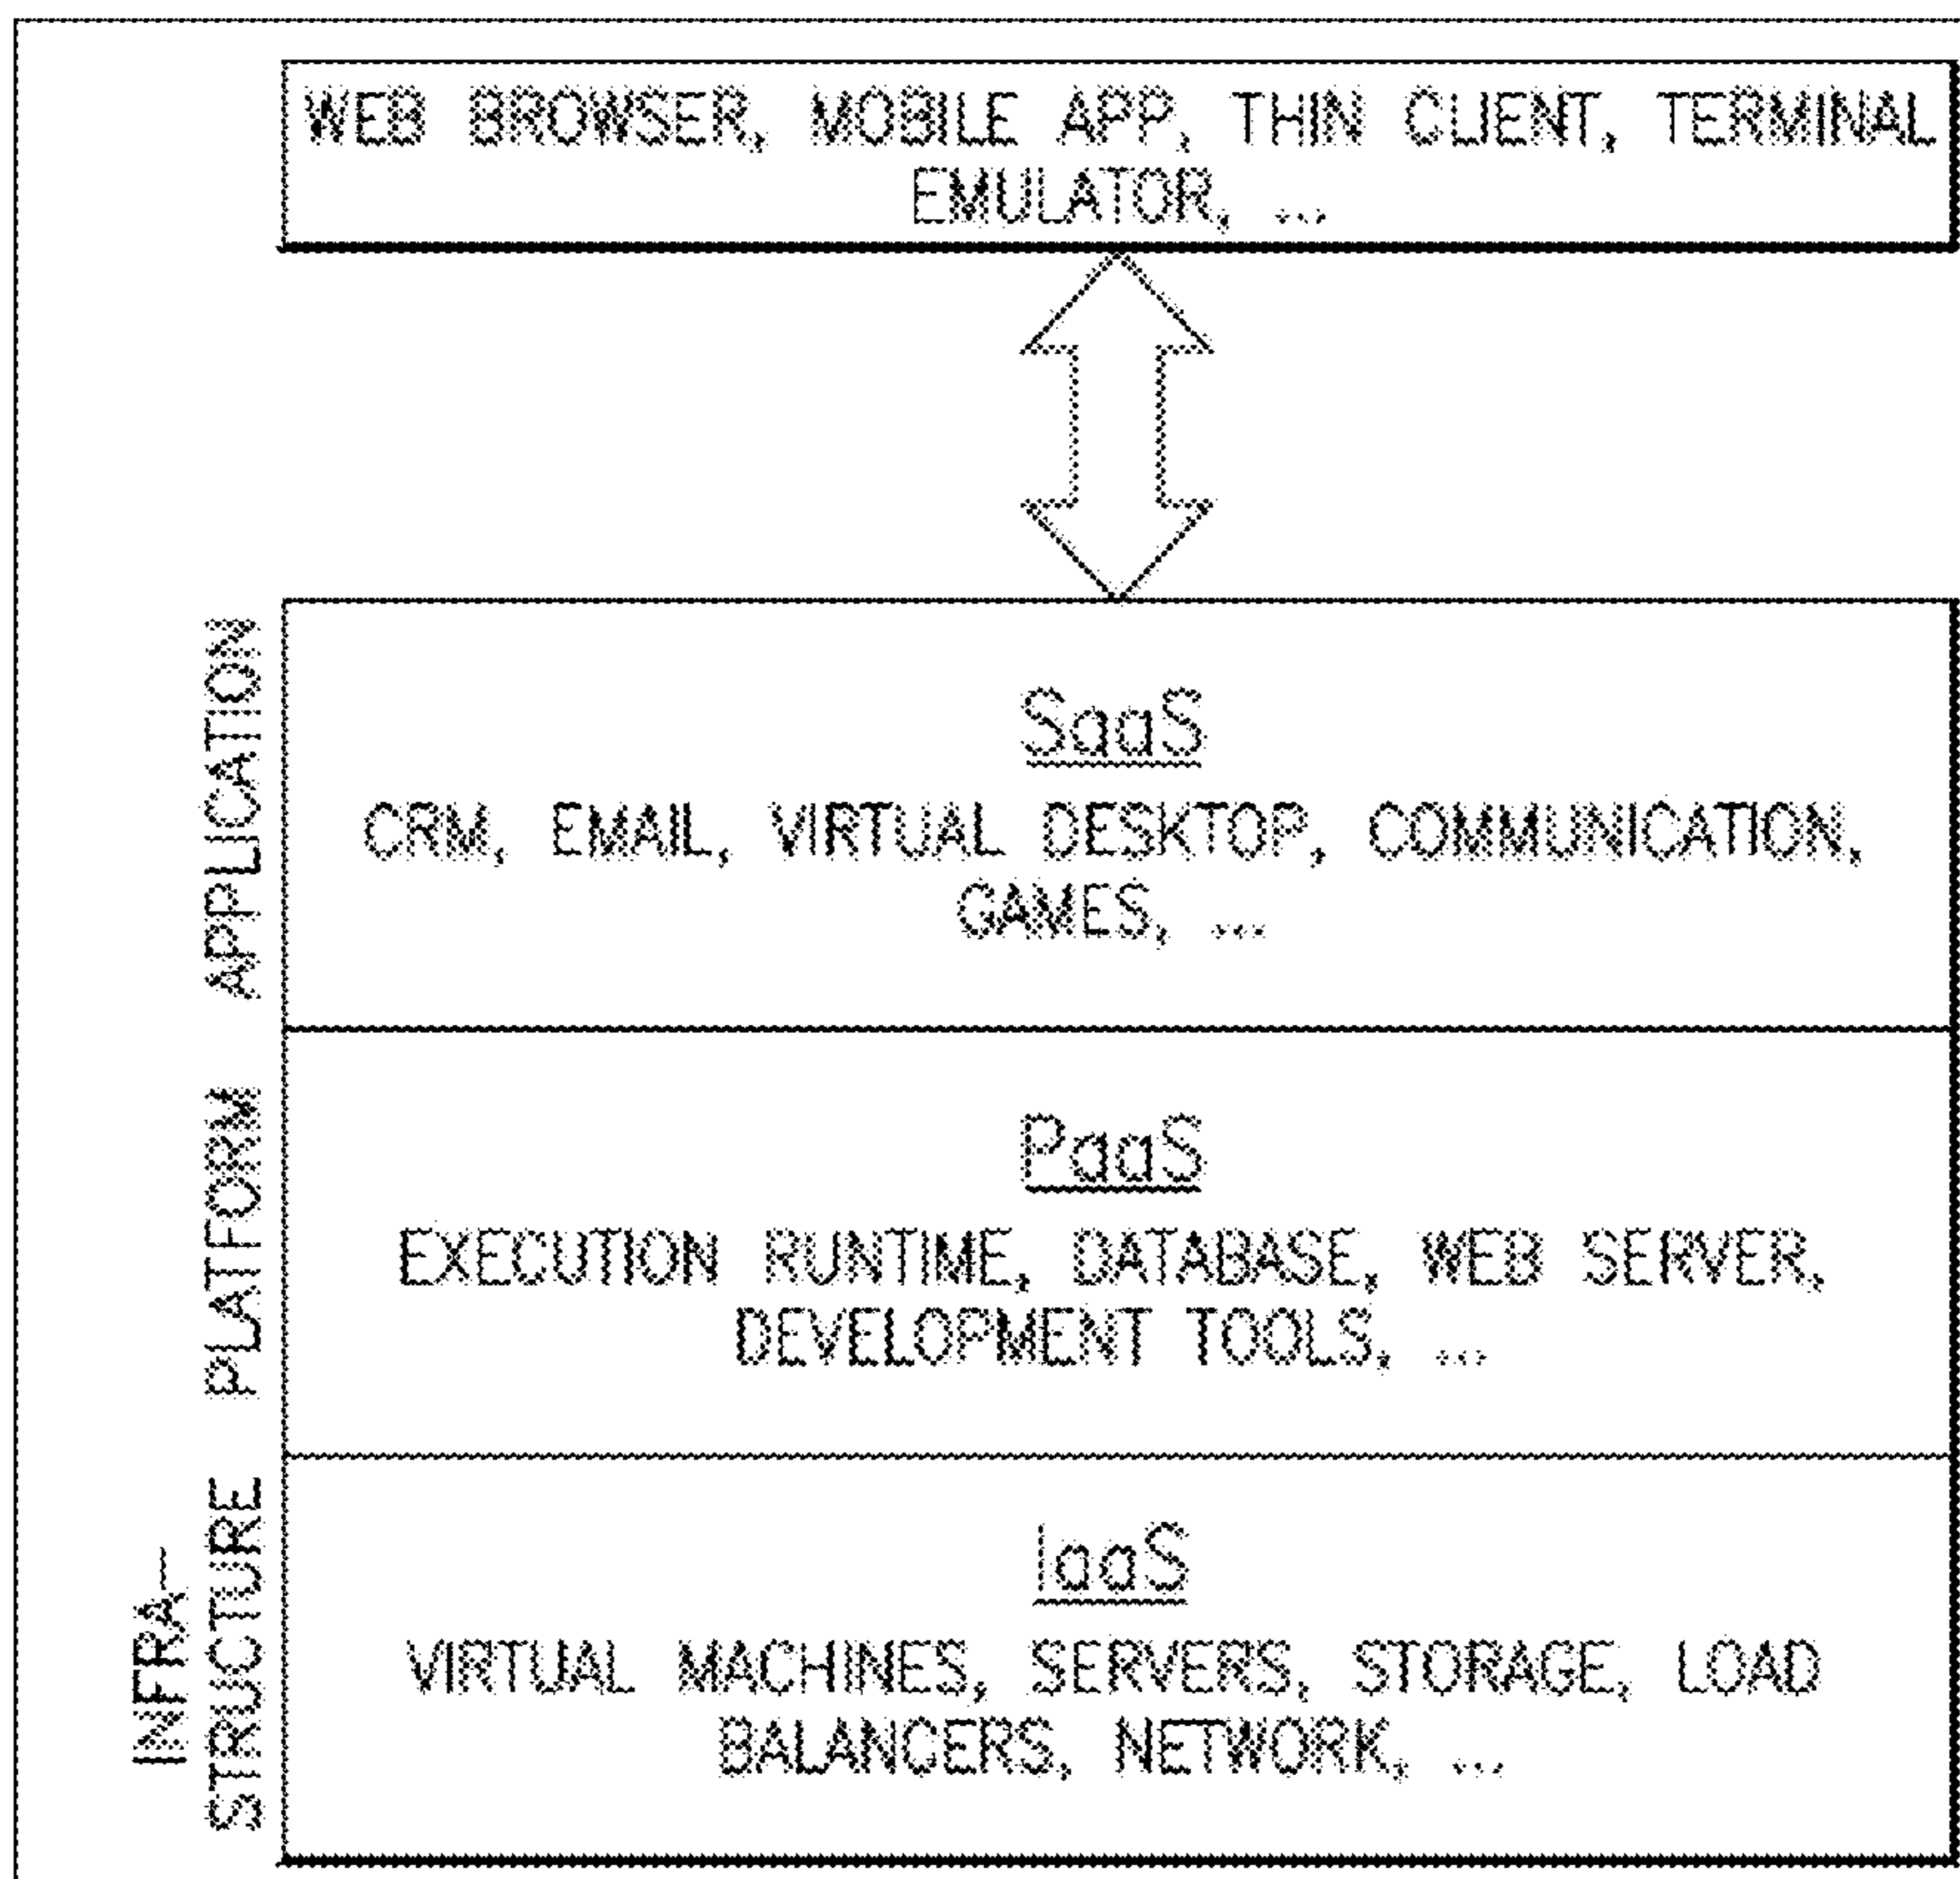 WEB BROWSER, MOBILE APP, THIN CLIENT, TERMINAL
EMULATOR, ...
APPLICATION
SaaS
CRM, EMAIL, VIRTUAL DESKTOP, COMMUNICATION,
GAMES, ...
PLATFORM
PaaS
EXECUTION RUNTIME, DATABASE, WEB SERVER,
DEVELOPMENT TOOLS, ...
INFRA-
STRUCTURE
IaaS
VIRTUAL MACHINES, SERVERS, STORAGE, LOAD
BALANCERS, NETWORK, ...